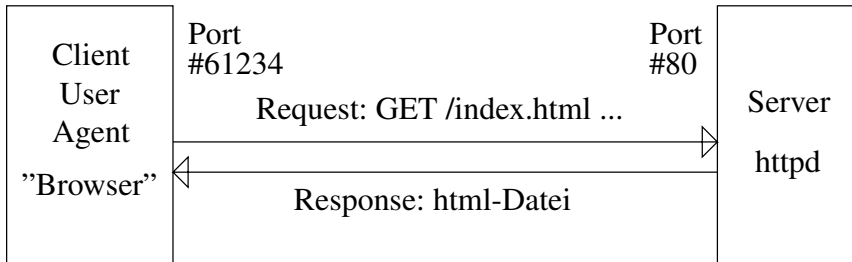 Client
User
Agent
”Browser”
Port
#61234
Request: GET /index.html ...
Response: html-Datei
Port
#80
Server
httpd